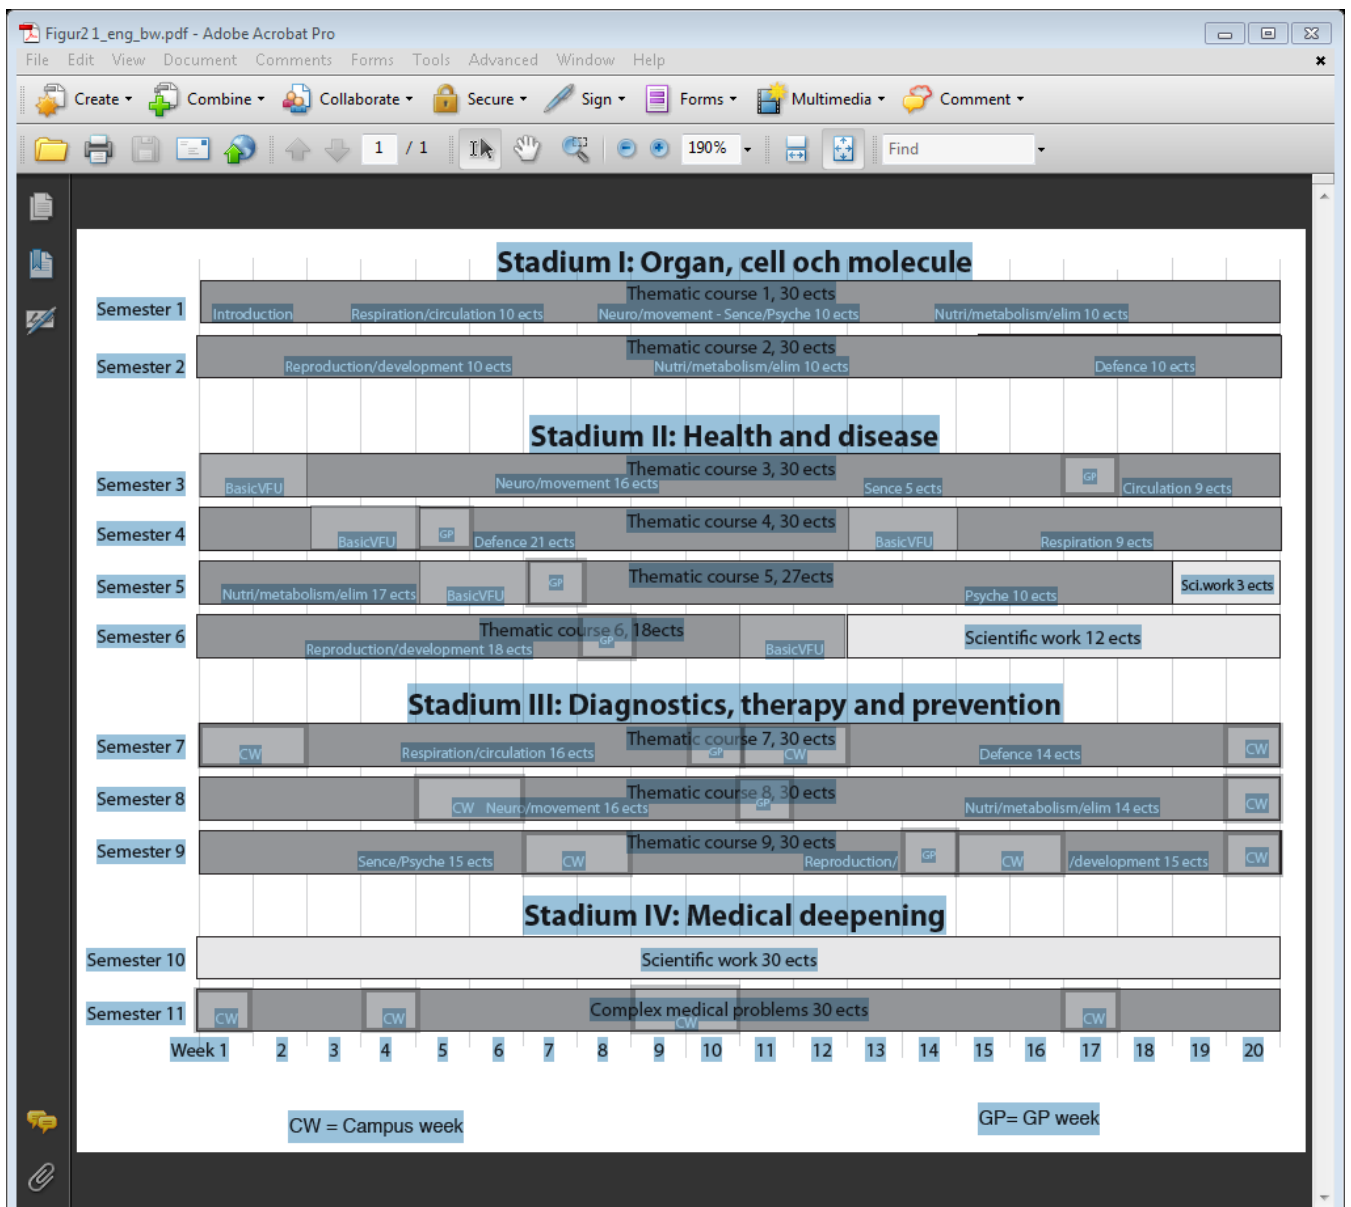 Figur2 1_eng_bw.pdf - Adobe Acrobat Pro
File Edit View Document Comments Forms Tools Advanced Window Help
Create Combine Collaborate Secure Sign Forms Multimedia Comment
1 / 1 190% Find
Stadium I: Organ, cell och molecule
Thematic course 1, 30 ects
Semester 1 Introduction Respiration/circulation 10 ects Neuro/movement - Sence/Psyche 10 ects Nutri/metabolism/elim 10 ects
Thematic course 2, 30 ects
Semester 2 Reproduction/development 10 ects Nutri/metabolism/elim 10 ects Defence 10 ects
Stadium II: Health and disease
Thematic course 3, 30 ects
Semester 3 BasicVFU Neuro/movement 16 ects Sence 5 ects GP Circulation 9 ects
Thematic course 4, 30 ects
Semester 4 BasicVFU GP Defence 21 ects BasicVFU Respiration 9 ects
Thematic course 5, 27ects
Semester 5 Nutri/metabolism/elim 17 ects BasicVFU GP Psyche 10 ects Sci.work 3 ects
Thematic course 6, 18ects
Semester 6 Reproduction/development 18 ects GP BasicVFU Scientific work 12 ects
Stadium III: Diagnostics, therapy and prevention
Thematic course 7, 30 ects
Semester 7 CW Respiration/circulation 16 ects GP CW Defence 14 ects CW
Thematic course 8, 30 ects
Semester 8 CW Neuro/movement 16 ects GP Nutri/metabolism/elim 14 ects CW
Thematic course 9, 30 ects
Semester 9 Sence/Psyche 15 ects CW Reproduction/ GP CW /development 15 ects CW
Stadium IV: Medical deepening
Semester 10 Scientific work 30 ects
Complex medical problems 30 ects
Semester 11 CW CW CW CW
Week 1 2 3 4 5 6 7 8 9 10 11 12 13 14 15 16 17 18 19 20
CW = Campus week
GP= GP week